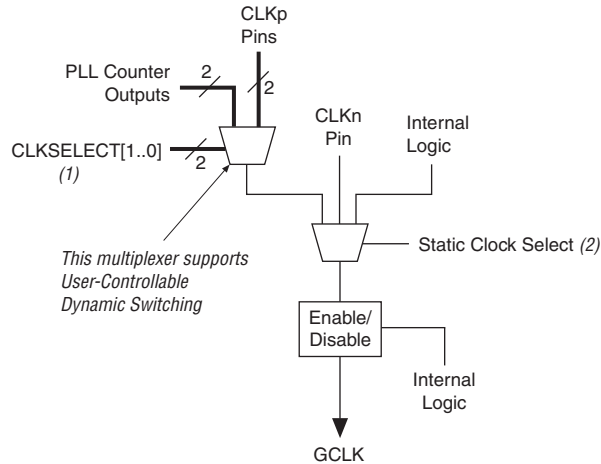 CLKp
Pins
PLL Counter
Outputs
2
2
CLKSELECT[1..0]
(1)
2
CLKn
Pin
Internal
Logic
This multiplexer supports
User-Controllable
Dynamic Switching
Static Clock Select (2)
Enable/
Disable
Internal
Logic
GCLK